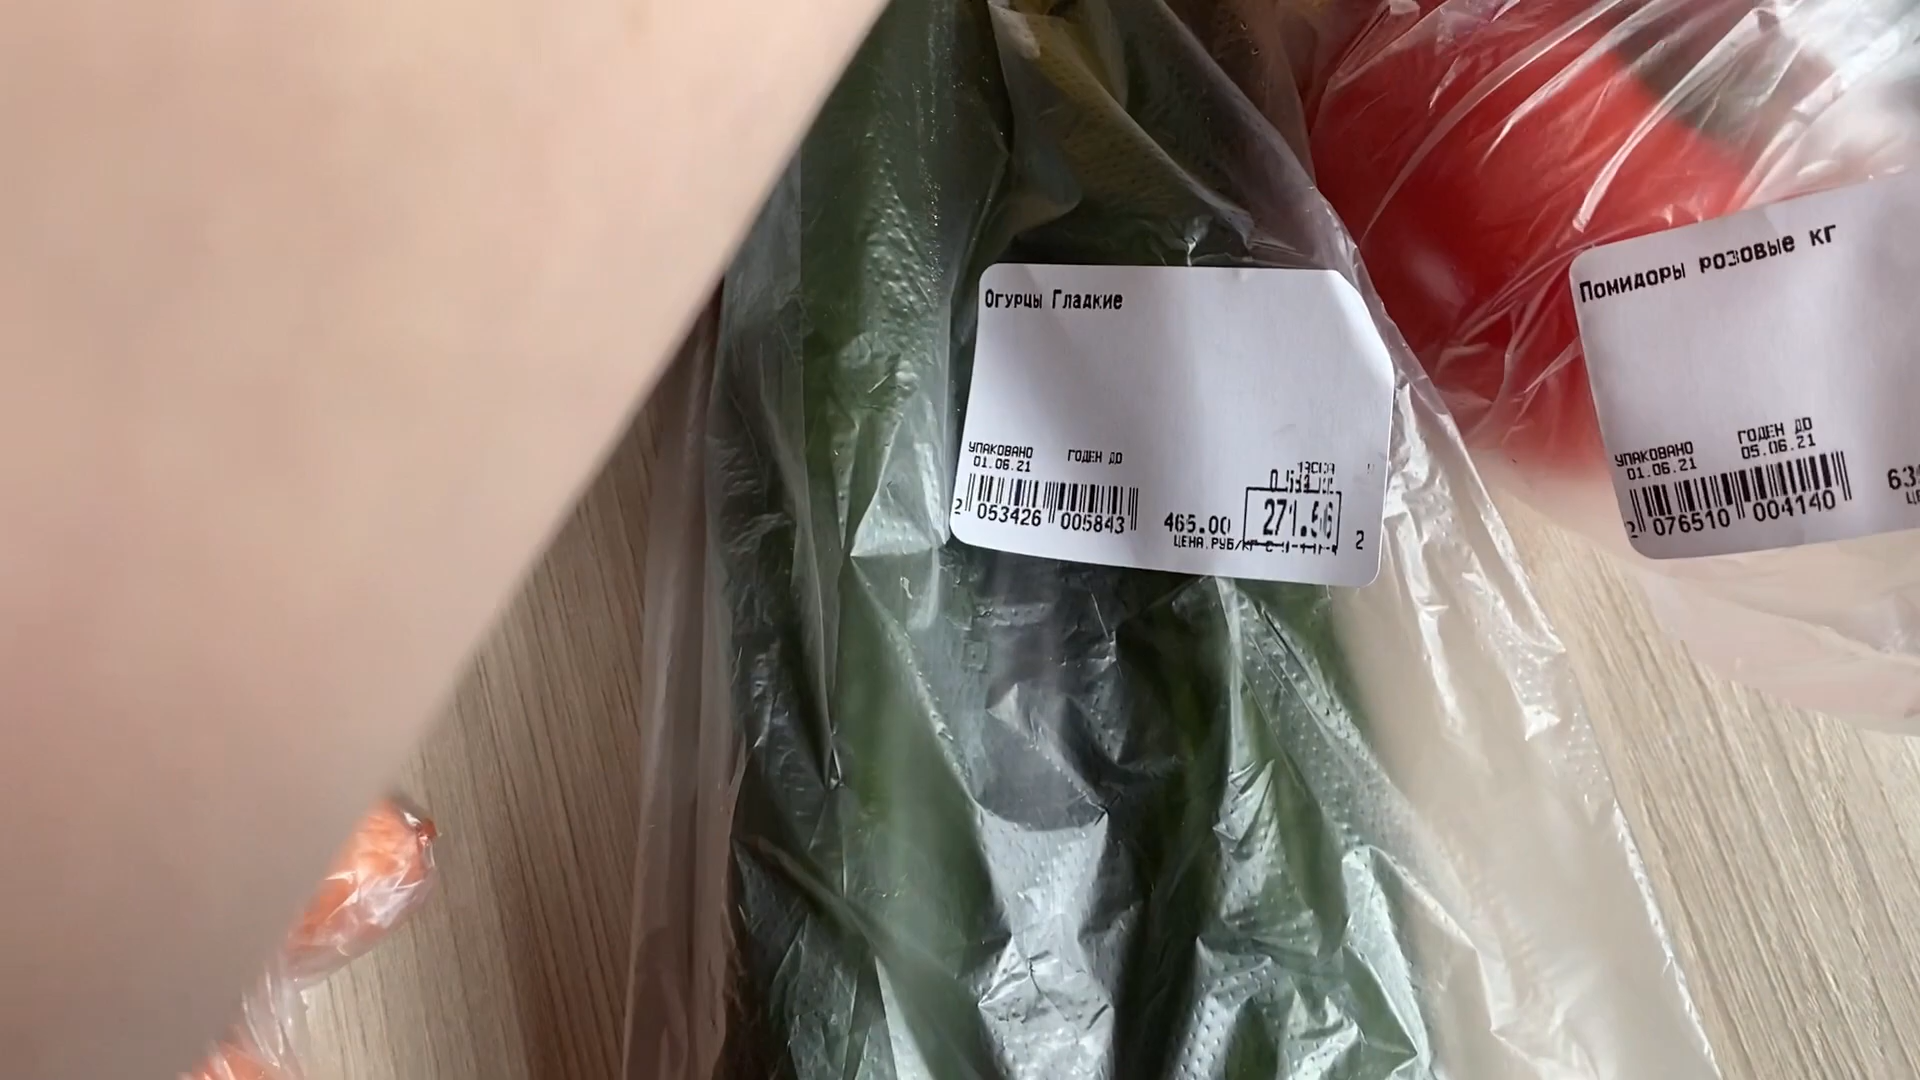 Огурцы Гладкие
УПАКОВАНО ГОДЕН ДО
01.06.21
2 053426 005843
465.00 271.56 2
ЦЕНА.РУБ/КГ
Помидоры розовые кг
УПАКОВАНО ГОДЕН ДО
01.06.21 05.06.21
2 076510 004140